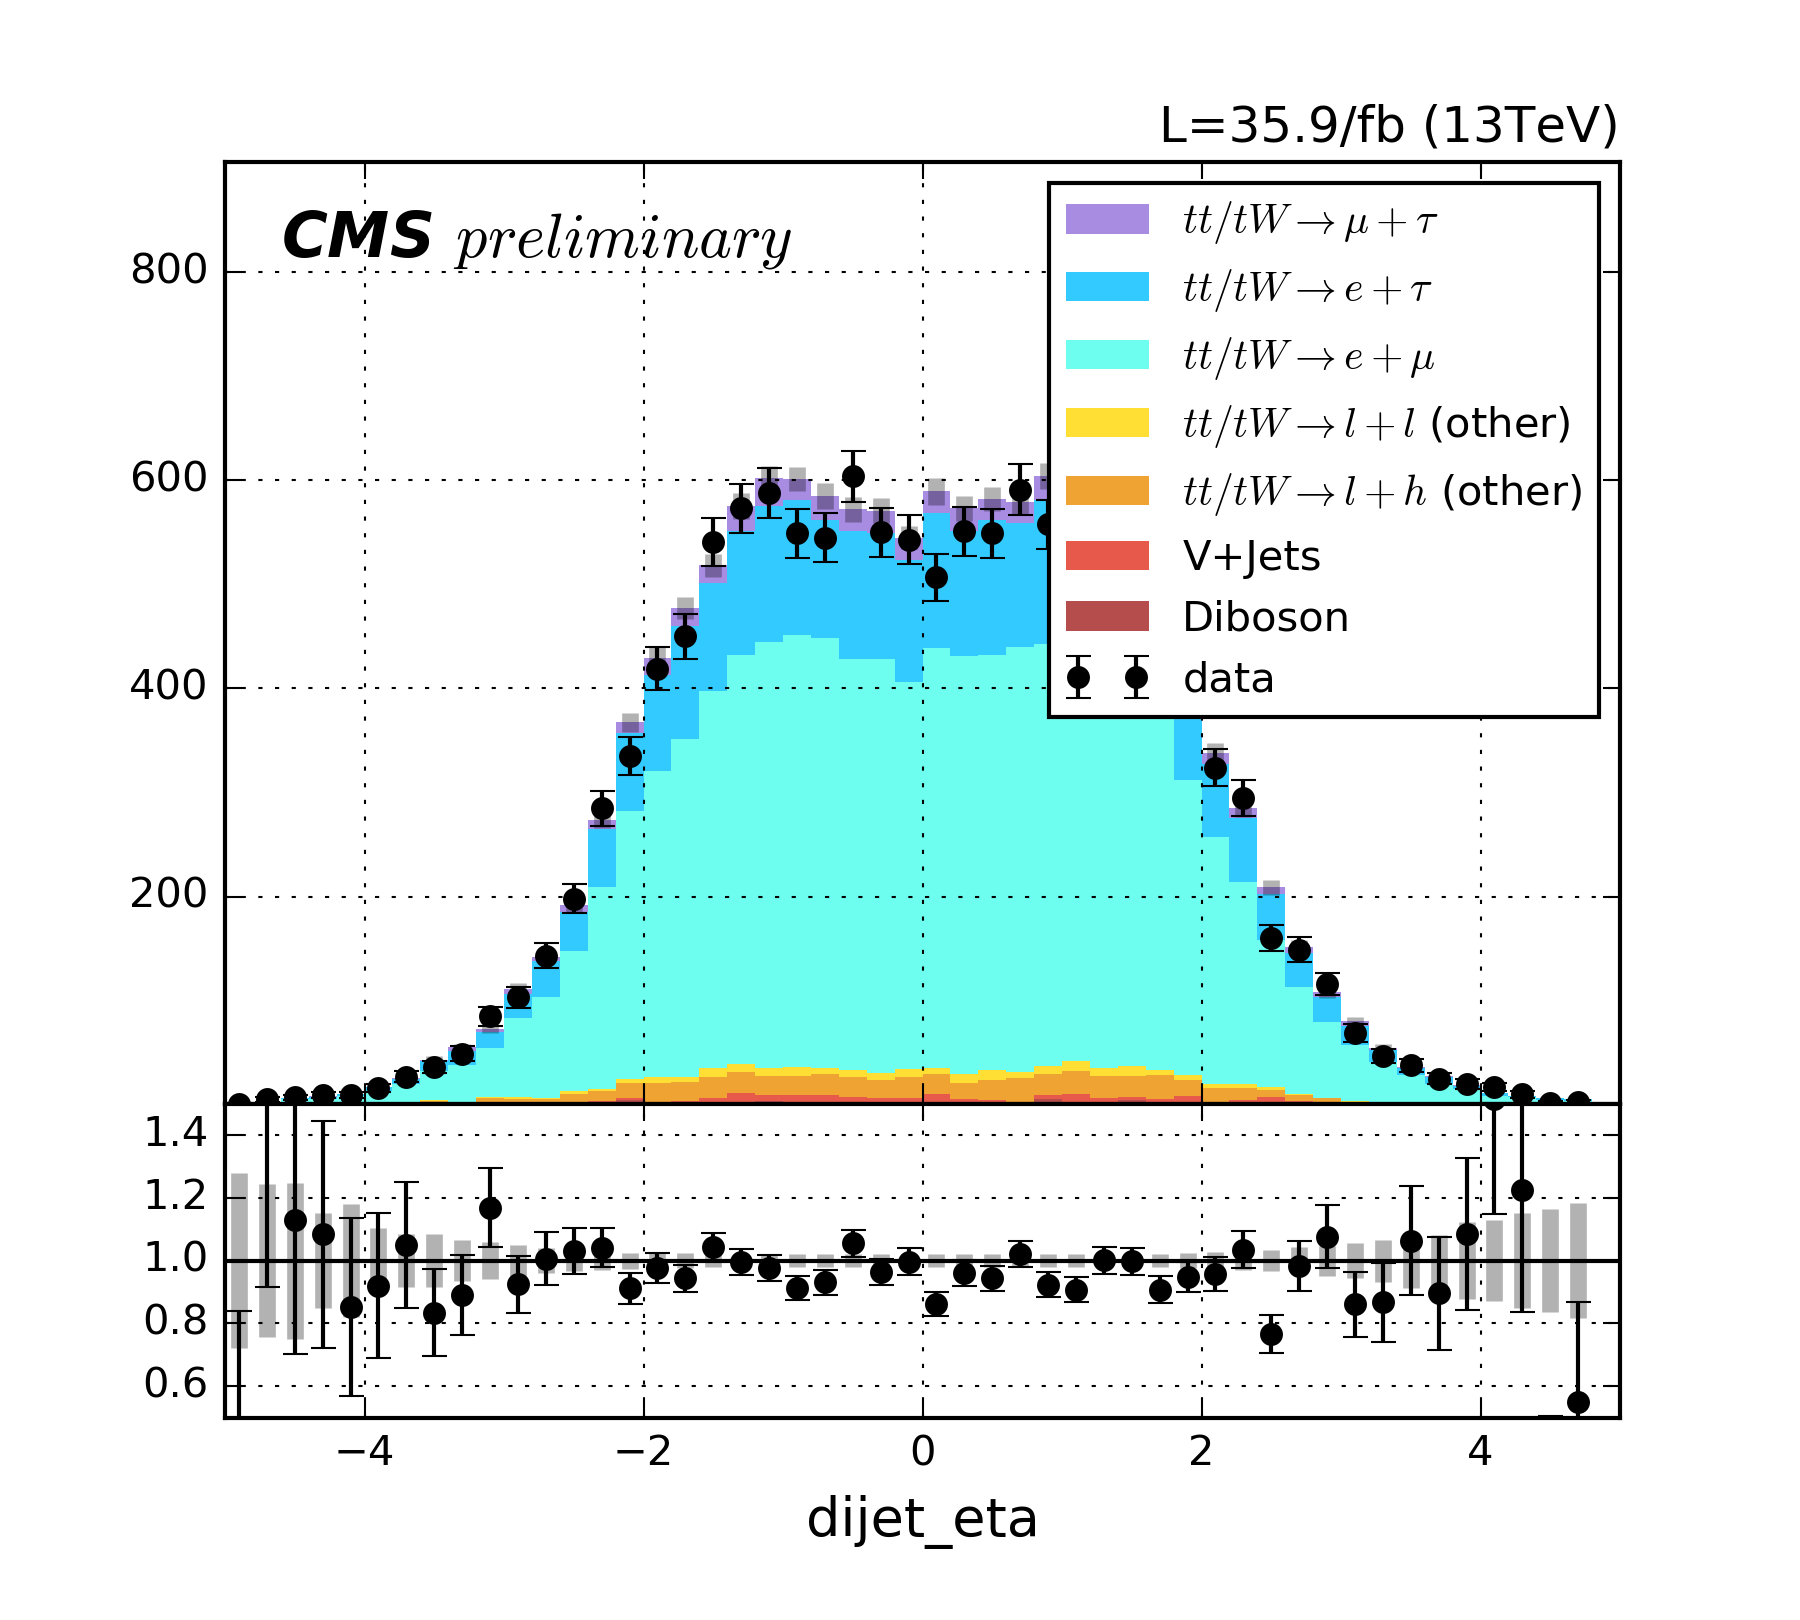 L=35.9/fb (13TeV)
CMS preliminary
tt/tW→μ+τ
tt/tW→e+τ
tt/tW→e+μ
tt/tW→l+l (other)
tt/tW→l+h (other)
V+Jets
Diboson
data
800
600
400
200
1.4
1.2
1.0
0.8
0.6
−4 −2 0 2 4
dijet_eta